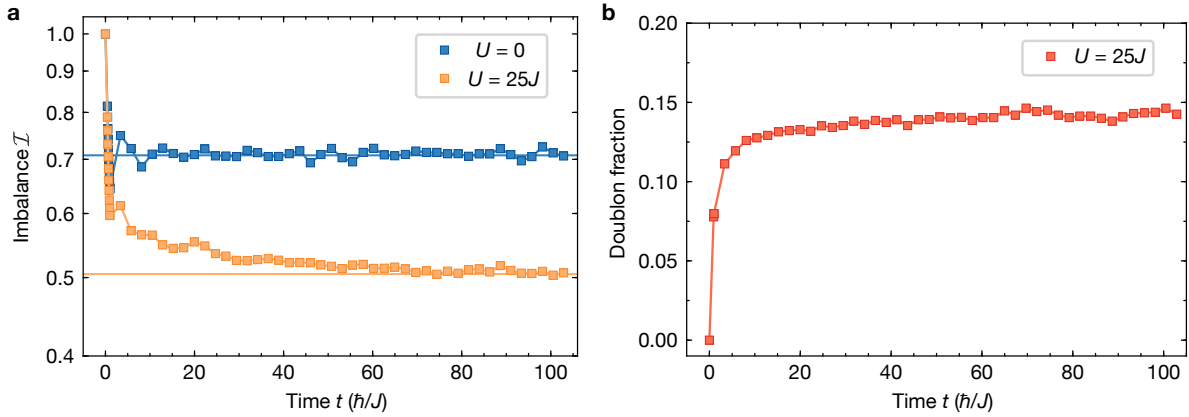 a
1.0
0.9
0.8
0.7
0.6
0.5
0.4
Imbalance ℐ
U = 0
U = 25J
0
20
40
60
80
100
Time t (ħ/J)
b
0.20
0.15
0.10
0.05
0.00
Doublon fraction
U = 25J
0
20
40
60
80
100
Time t (ħ/J)